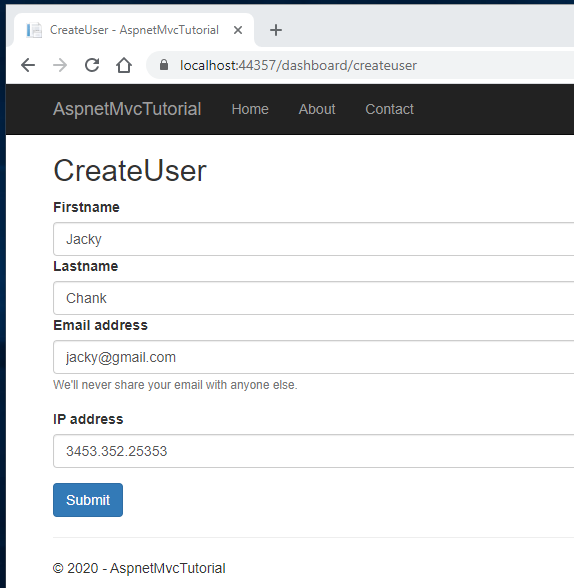 CreateUser - AspnetMvcTutorial
localhost:44357/dashboard/createuser
AspnetMvcTutorial Home About Contact
CreateUser
Firstname
Jacky
Lastname
Chank
Email address
jacky@gmail.com
We'll never share your email with anyone else.
IP address
3453.352.25353
Submit
© 2020 - AspnetMvcTutorial